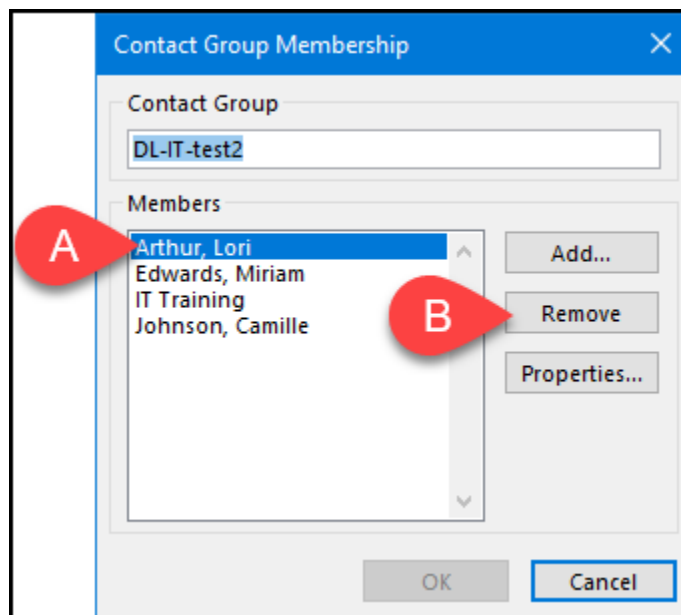 Contact Group Membership
Contact Group
DL-IT-test2
Members
A
Arthur, Lori
Edwards, Miriam
IT Training
Johnson, Camille
Add...
B
Remove
Properties...
OK
Cancel